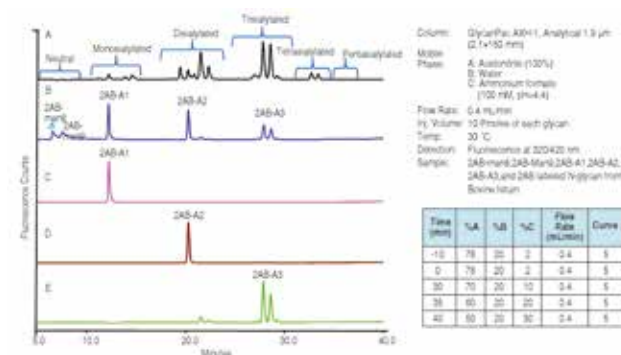 A
Neutral
Monosialylated
Disialylated
Trisialylated
Tetrasialylated
Pentasialylated
B
2AB-
2AB-A1
2AB-A2
2AB-A3
C
2AB-A1
D
2AB-A2
E
2AB-A3
Fluorescence Counts
0.0
10.0
20.0
30.0
40.0
Minutes
Column: GlycanPac AXH-1, Analytical 1.9 µm
(2.1×150 mm)
Mobile
Phase: A: Acetonitrile (100%)
B: Water
C: Ammonium formate
(100 mM, pH=4.4)
Flow Rate: 0.4 mL/min
Inj. Volume: 10 Pmoles of each glycan
Temp: 30 °C
Detection: Fluorescence at 320/420 nm
Sample: 2AB-man6,2AB-Man9,2AB-A1,2AB-A2,
2AB-A3,and 2AB labeled N-glycan from
Bovine fetuin
Time (min) %A %B %C Flow Rate (mL/min) Curve
-10 78 20 2 0.4 5
0 78 20 2 0.4 5
30 70 20 10 0.4 5
35 60 20 20 0.4 5
40 50 20 30 0.4 5